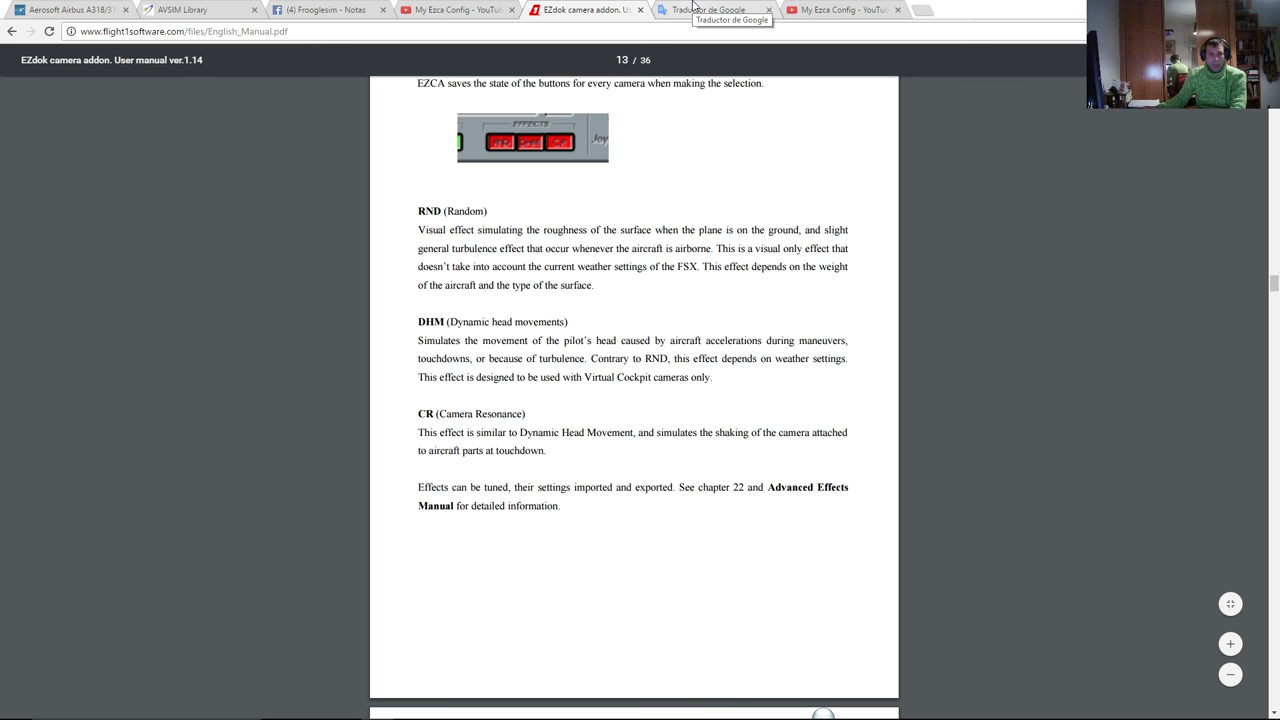 Aerosoft Airbus A318/31
AVSIM Library
(4) Frooglesim - Notas
My Ezca Config - YouTu
EZdok camera addon. Us
Traductor de Google
My Ezca Config - YouTub
www.flight1software.com/files/English_Manual.pdf
Traductor de Google
EZdok camera addon. User manual ver.1.14
13 / 36
EZCA saves the state of the buttons for every camera when making the selection.
EFFECTS
RND DHM CR
Joy
RND (Random)
Visual effect simulating the roughness of the surface when the plane is on the ground, and slight
general turbulence effect that occur whenever the aircraft is airborne. This is a visual only effect that
doesn't take into account the current weather settings of the FSX. This effect depends on the weight
of the aircraft and the type of the surface.
DHM (Dynamic head movements)
Simulates the movement of the pilot's head caused by aircraft accelerations during maneuvers,
touchdowns, or because of turbulence. Contrary to RND, this effect depends on weather settings.
This effect is designed to be used with Virtual Cockpit cameras only.
CR (Camera Resonance)
This effect is similar to Dynamic Head Movement, and simulates the shaking of the camera attached
to aircraft parts at touchdown.
Effects can be tuned, their settings imported and exported. See chapter 22 and Advanced Effects
Manual for detailed information.